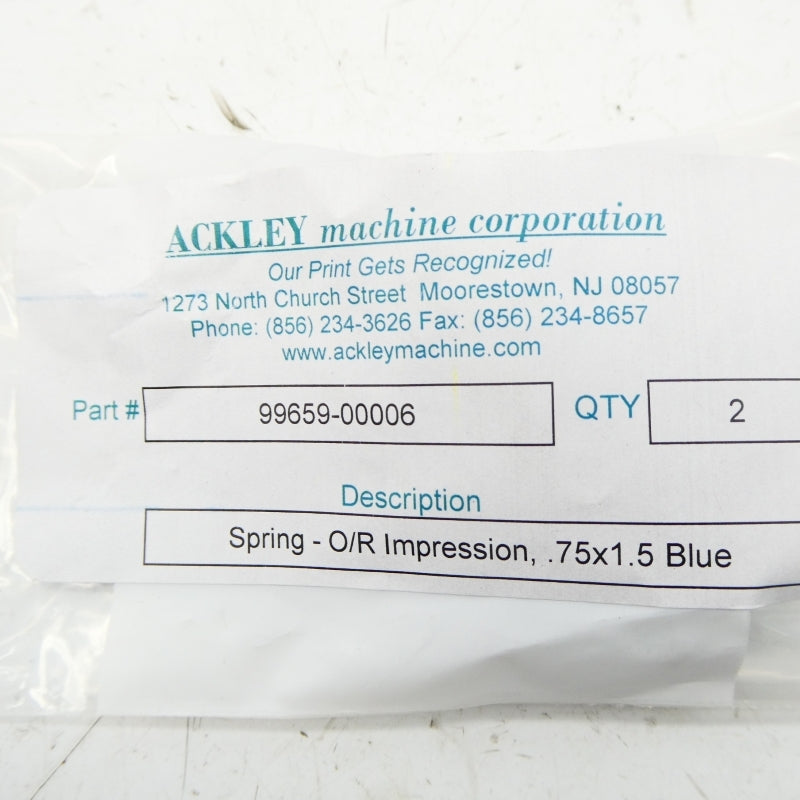 ACKLEY machine corporation
Our Print Gets Recognized!
1273 North Church Street Moorestown, NJ 08057
Phone: (856) 234-3626 Fax: (856) 234-8657
www.ackleymachine.com
Part # 99659-00006 QTY 2
Description
Spring - O/R Impression, .75x1.5 Blue